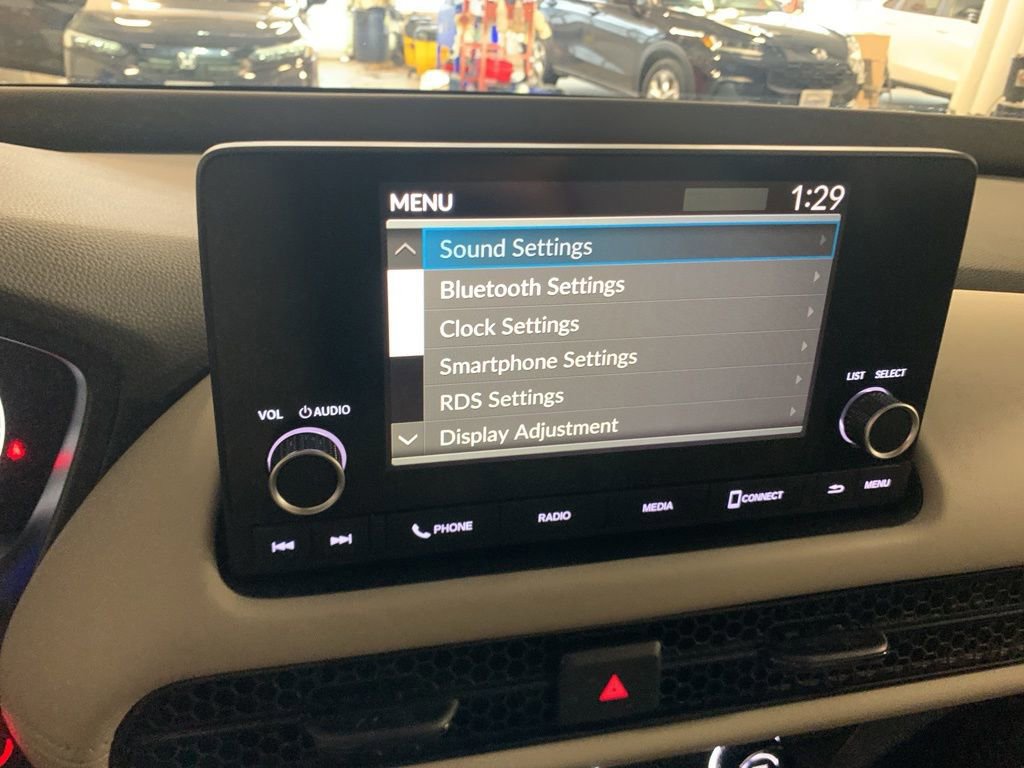 MENU 1:29
Sound Settings
Bluetooth Settings
Clock Settings
Smartphone Settings
RDS Settings
Display Adjustment
VOL AUDIO
LIST SELECT
PHONE RADIO MEDIA CONNECT MENU